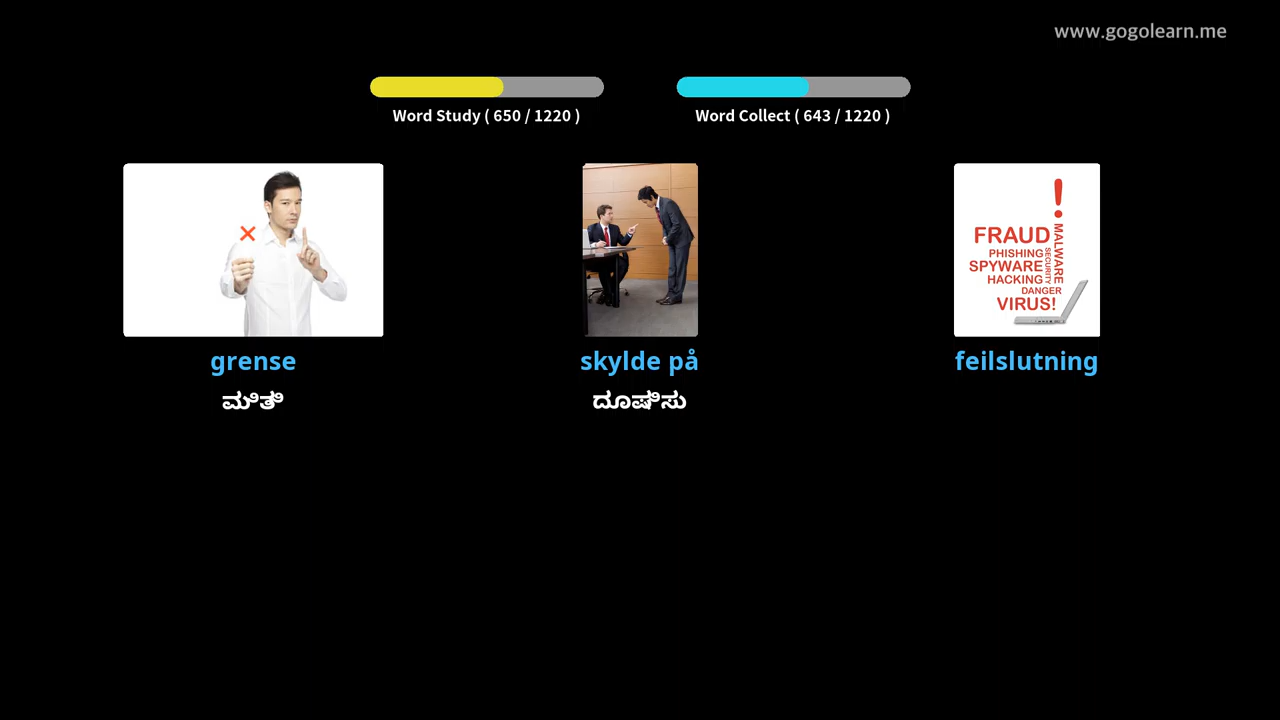 www.gogolearn.me
Word Study ( 650 / 1220 )
Word Collect ( 643 / 1220 )
FRAUD
PHISHING
SPYWARE
HACKING
DANGER
VIRUS!
MALWARE
SECURITY
!
grense
skylde på
feilslutning
ಮಿತಿ
ದೂಷಿಸು